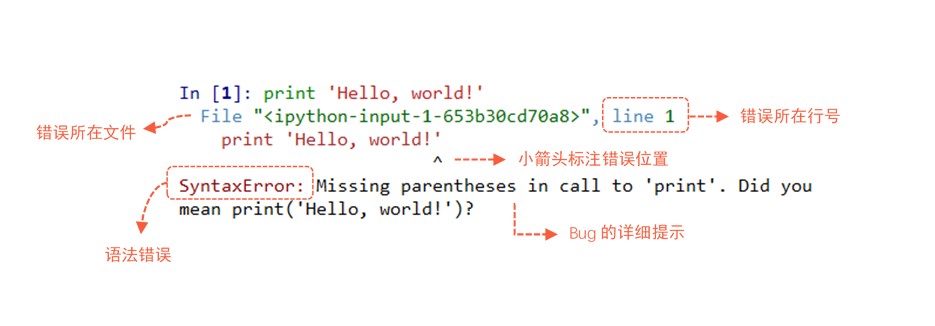 In [1]: print 'Hello, world!'
File "<ipython-input-1-653b30cd70a8>", line 1
错误所在行号
错误所在文件
print 'Hello, world!'
^
小箭头标注错误位置
SyntaxError: Missing parentheses in call to 'print'. Did you
mean print('Hello, world!')?
Bug 的详细提示
语法错误